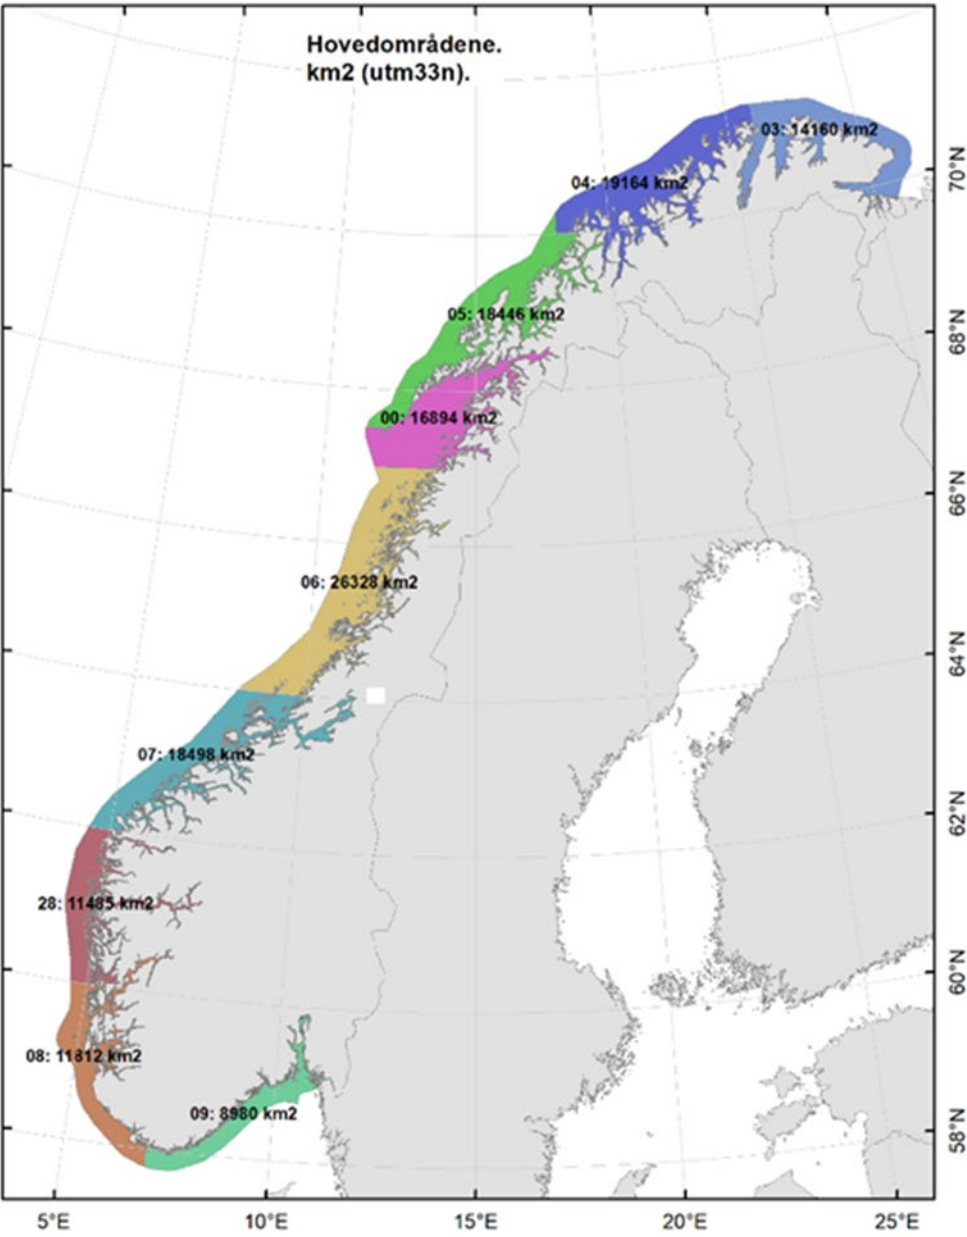 Hovedområdene.
km2 (utm33n).
03: 14160 km2
04: 19164 km2
05: 18446 km2
00: 16894 km2
06: 26328 km2
07: 18498 km2
28: 11485 km2
08: 11812 km2
09: 8980 km2
70°N
68°N
66°N
64°N
62°N
60°N
58°N
5°E
10°E
15°E
20°E
25°E